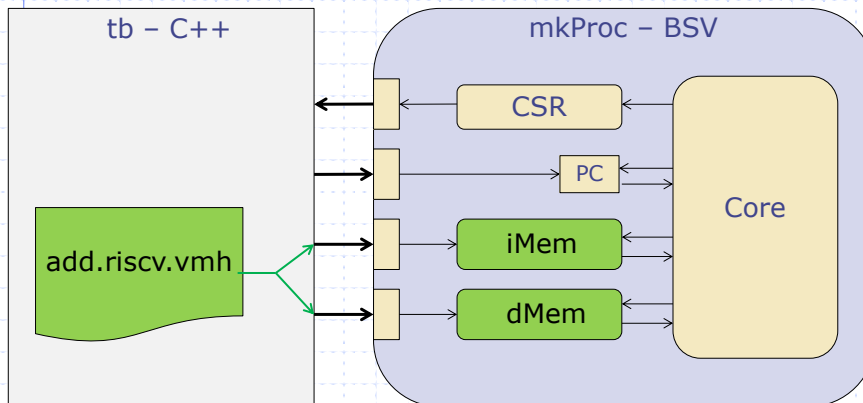 tb – C++
mkProc – BSV
CSR
PC
Core
add.riscv.vmh
iMem
dMem